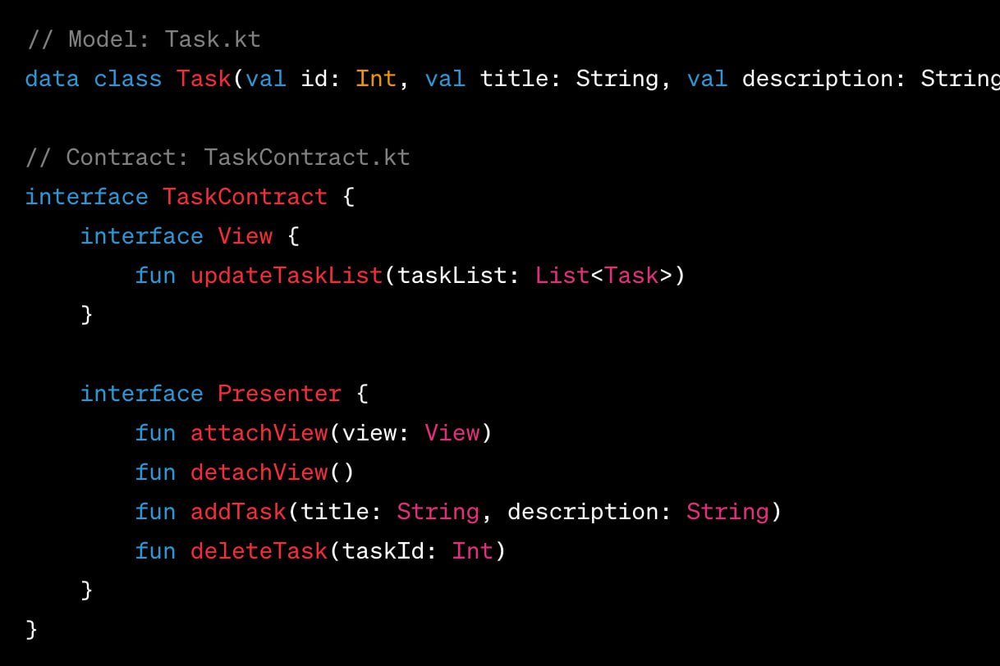 // Model: Task.kt
data class Task(val id: Int, val title: String, val description: String
// Contract: TaskContract.kt
interface TaskContract {
    interface View {
        fun updateTaskList(taskList: List<Task>)
    }
    interface Presenter {
        fun attachView(view: View)
        fun detachView()
        fun addTask(title: String, description: String)
        fun deleteTask(taskId: Int)
    }
}